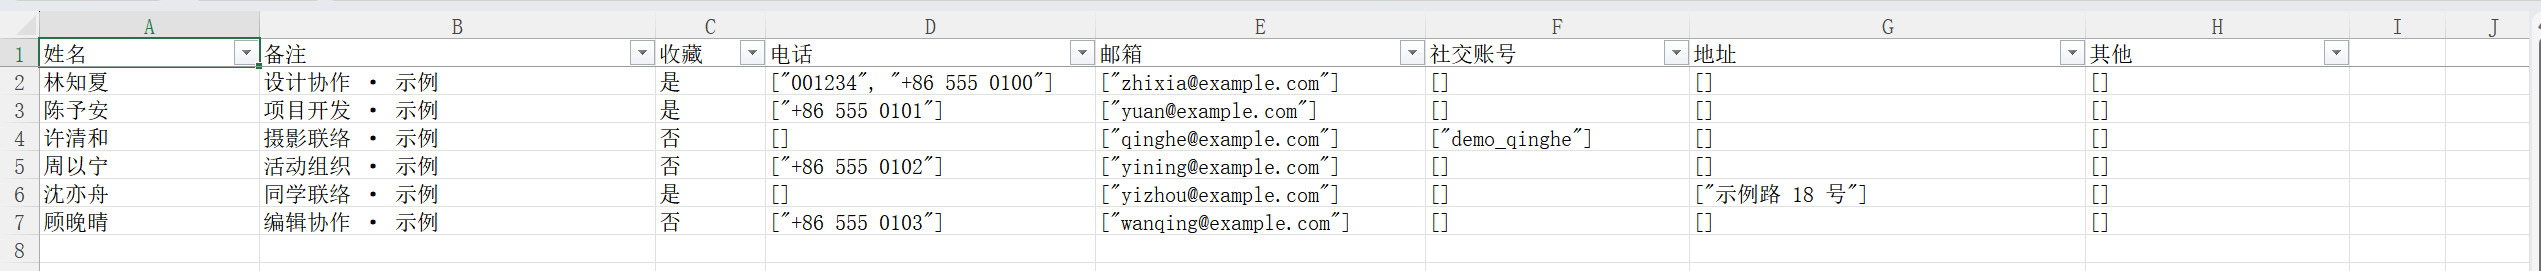 A B C D E F G H I J
1 姓名 备注 收藏 电话 邮箱 社交账号 地址 其他
2 林知夏 设计协作 · 示例 是 ["001234", "+86 555 0100"] ["zhixia@example.com"] [] [] []
3 陈予安 项目开发 · 示例 是 ["+86 555 0101"] ["yuan@example.com"] [] [] []
4 许清和 摄影联络 · 示例 否 [] ["qinghe@example.com"] ["demo_qinghe"] [] []
5 周以宁 活动组织 · 示例 否 ["+86 555 0102"] ["yining@example.com"] [] [] []
6 沈亦舟 同学联络 · 示例 是 [] ["yizhou@example.com"] [] ["示例路 18 号"] []
7 顾晚晴 编辑协作 · 示例 否 ["+86 555 0103"] ["wanqing@example.com"] [] [] []
8